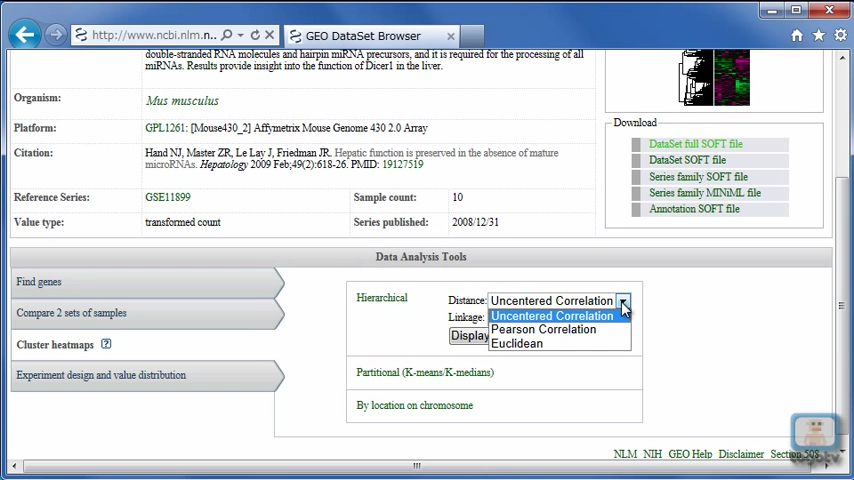 http://www.ncbi.nlm.n...
GEO DataSet Browser
double-stranded RNA molecules and hairpin miRNA precursors, and it is required for the processing of all
miRNAs. Results provide insight into the function of Dicer1 in the liver.
Organism:
Mus musculus
Platform:
GPL1261: [Mouse430_2] Affymetrix Mouse Genome 430 2.0 Array
Citation:
Hand NJ, Master ZR, Le Lay J, Friedman JR. Hepatic function is preserved in the absence of mature
microRNAs. Hepatology 2009 Feb;49(2):618-26. PMID: 19127519
Reference Series:
GSE11899
Sample count:
10
Value type:
transformed count
Series published:
2008/12/31
Download
DataSet full SOFT file
DataSet SOFT file
Series family SOFT file
Series family MINiML file
Annotation SOFT file
Data Analysis Tools
Find genes
Compare 2 sets of samples
Cluster heatmaps
Experiment design and value distribution
Hierarchical
Distance: Uncentered Correlation
Linkage:
Uncentered Correlation
Pearson Correlation
Euclidean
Display
Partitional (K-means/K-medians)
By location on chromosome
NLM NIH GEO Help Disclaimer Section 508
togotv